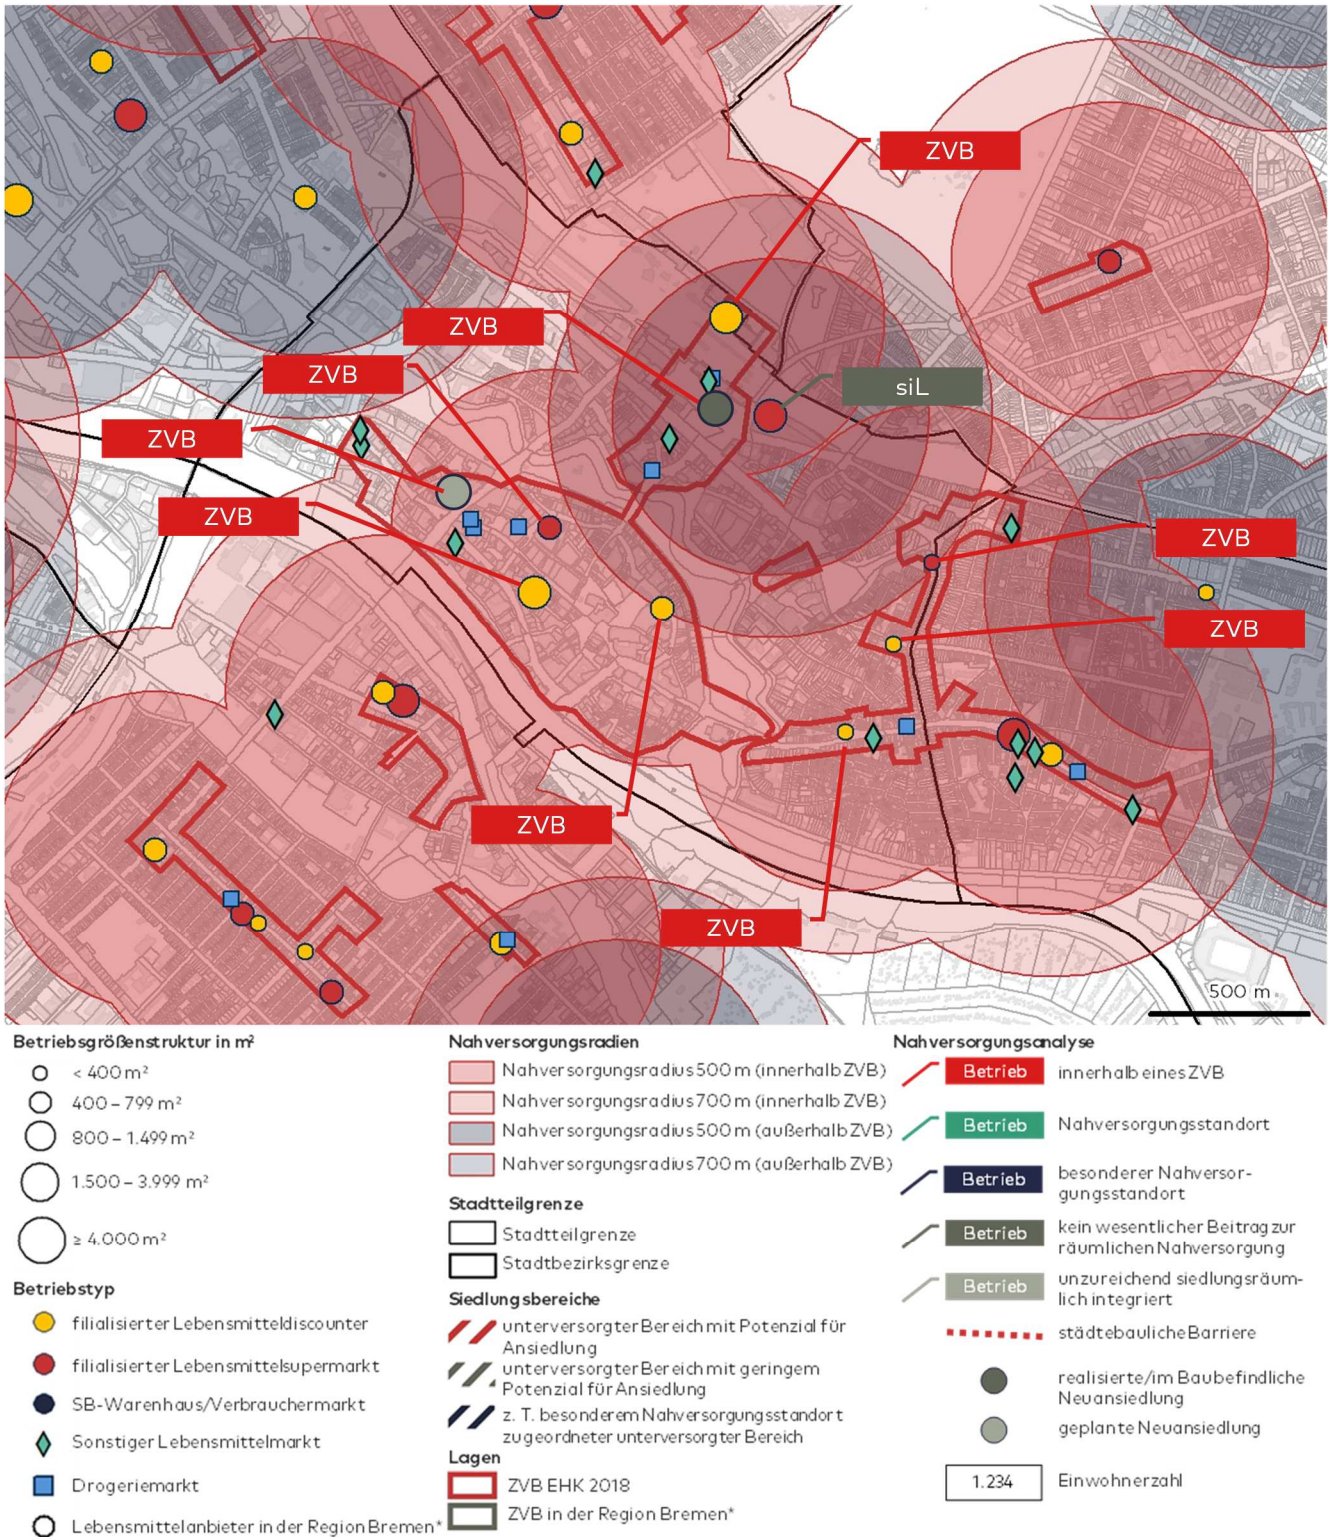 ZVB
ZVB
ZVB
siL
ZVB
ZVB
ZVB
ZVB
ZVB
ZVB
500 m
Betriebsgrößenstruktur in m²
< 400 m²
400 – 799 m²
800 – 1.499 m²
1.500 – 3.999 m²
≥ 4.000 m²
Betriebstyp
filialisierter Lebensmitteldiscounter
filialisierter Lebensmittelsupermarkt
SB-Warenhaus/Verbrauchermarkt
Sonstiger Lebensmittelmarkt
Drogeriemarkt
Lebensmittelanbieter in der Region Bremen*
Nahversorgungsradien
Nahversorgungsradius 500 m (innerhalb ZVB)
Nahversorgungsradius 700 m (innerhalb ZVB)
Nahversorgungsradius 500 m (außerhalb ZVB)
Nahversorgungsradius 700 m (außerhalb ZVB)
Stadtteilgrenze
Stadtteilgrenze
Stadtbezirksgrenze
Siedlungsbereiche
unterversorgter Bereich mit Potenzial für
Ansiedlung
unterversorgter Bereich mit geringem
Potenzial für Ansiedlung
z. T. besonderem Nahversorgungsstandort
zugeordneter unterversorgter Bereich
Lagen
ZVB EHK 2018
ZVB in der Region Bremen*
Nahversorgungsanalyse
Betrieb innerhalb eines ZVB
Betrieb Nahversorgungsstandort
Betrieb besonderer Nahversor-
gungsstandort
Betrieb kein wesentlicher Beitrag zur
räumlichen Nahversorgung
Betrieb unzureichend siedlungsräum-
lich integriert
städtebauliche Barriere
realisierte/im Bau befindliche
Neuansiedlung
geplante Neuansiedlung
1.234 Einwohnerzahl